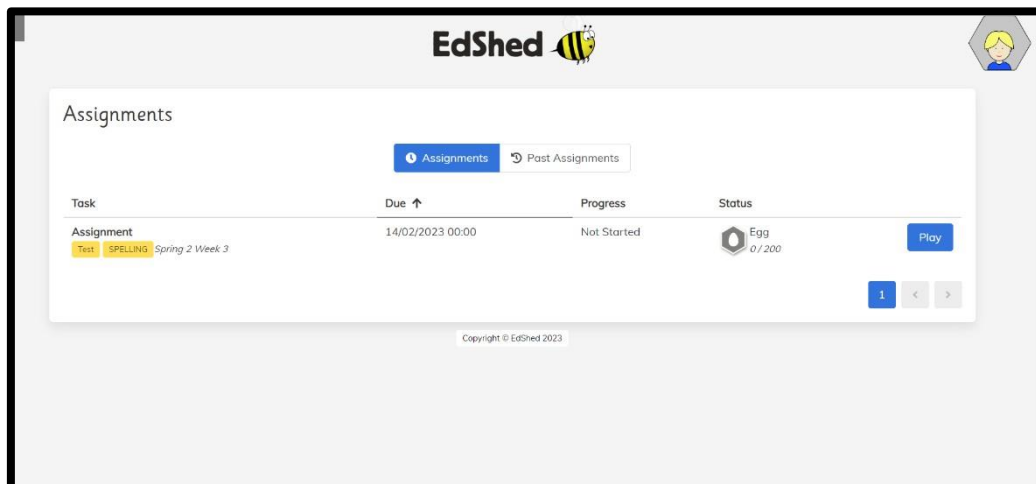 EdShed
Assignments
Assignments Past Assignments
Task Due ↑ Progress Status
Assignment 14/02/2023 00:00 Not Started Egg Play
Test SPELLING Spring 2 Week 3 0 / 200
1 < >
Copyright © EdShed 2023